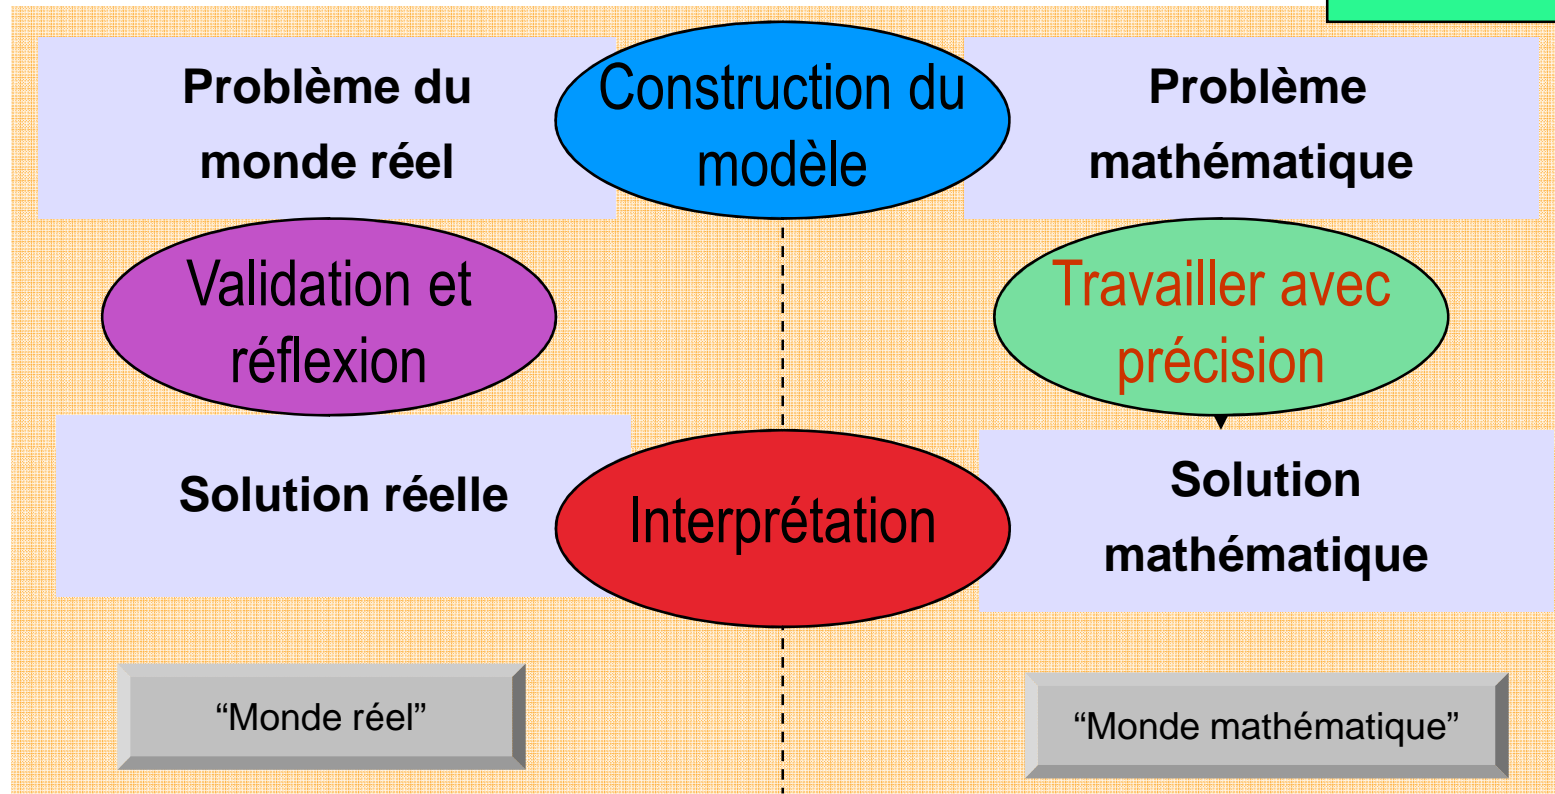 Problème du
monde réel
Construction du
modèle
Problème
mathématique
Validation et
réflexion
Travailler avec
précision
Solution réelle
Interprétation
Solution
mathématique
“Monde réel”
“Monde mathématique”